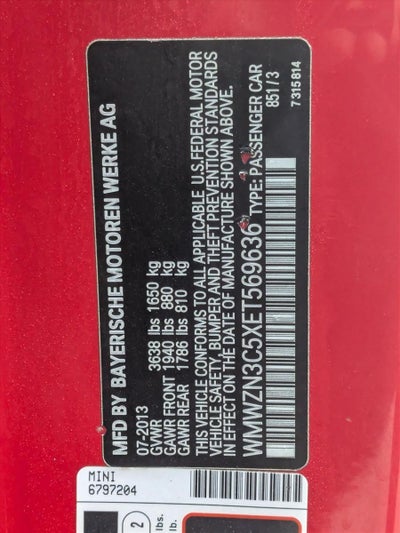 MFD BY BAYERISCHE MOTOREN WERKE AG
07-2013
GVWR 3638 lbs 1650 kg
GAWR FRONT 1940 lbs 880 kg
GAWR REAR 1786 lbs 810 kg
THIS VEHICLE CONFORMS TO ALL APPLICABLE U.S.FEDERAL MOTOR
VEHICLE SAFETY, BUMPER AND THEFT PREVENTION STANDARDS
IN EFFECT ON THE DATE OF MANUFACTURE SHOWN ABOVE.
WMWZN3C5XET569636 TYPE: PASSENGER CAR
851/3
7315814
MINI
6797204
2
lbs.
lb.